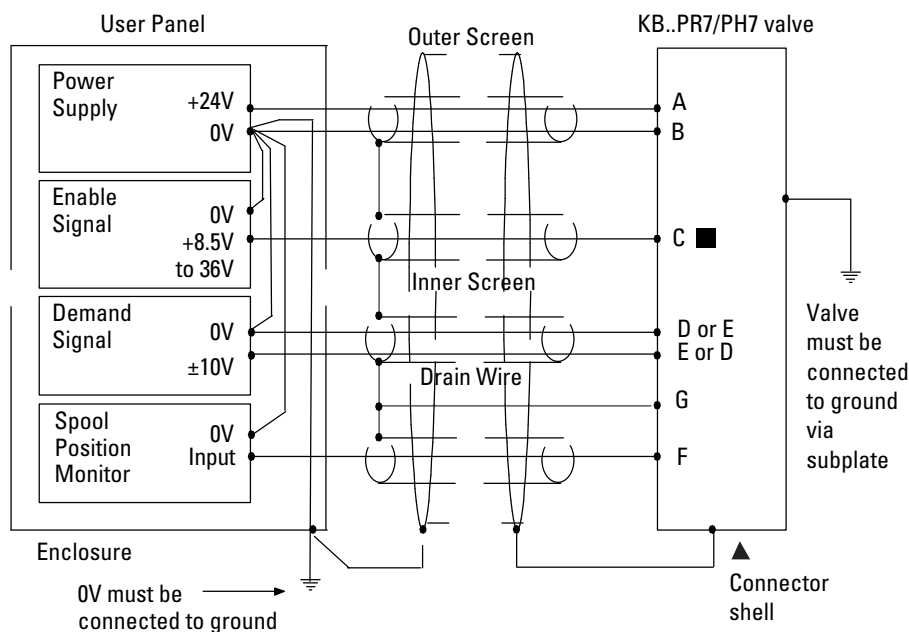 User Panel
Outer Screen
KB..PR7/PH7 valve
Power
Supply
+24V
0V
A
B
Enable
Signal
0V
+8.5V
to 36V
C
Inner Screen
Demand
Signal
0V
±10V
D or E
E or D
Drain Wire
G
Spool
Position
Monitor
0V
Input
F
Valve
must be
connected
to ground
via
subplate
Enclosure
0V must be
connected to ground
Connector
shell